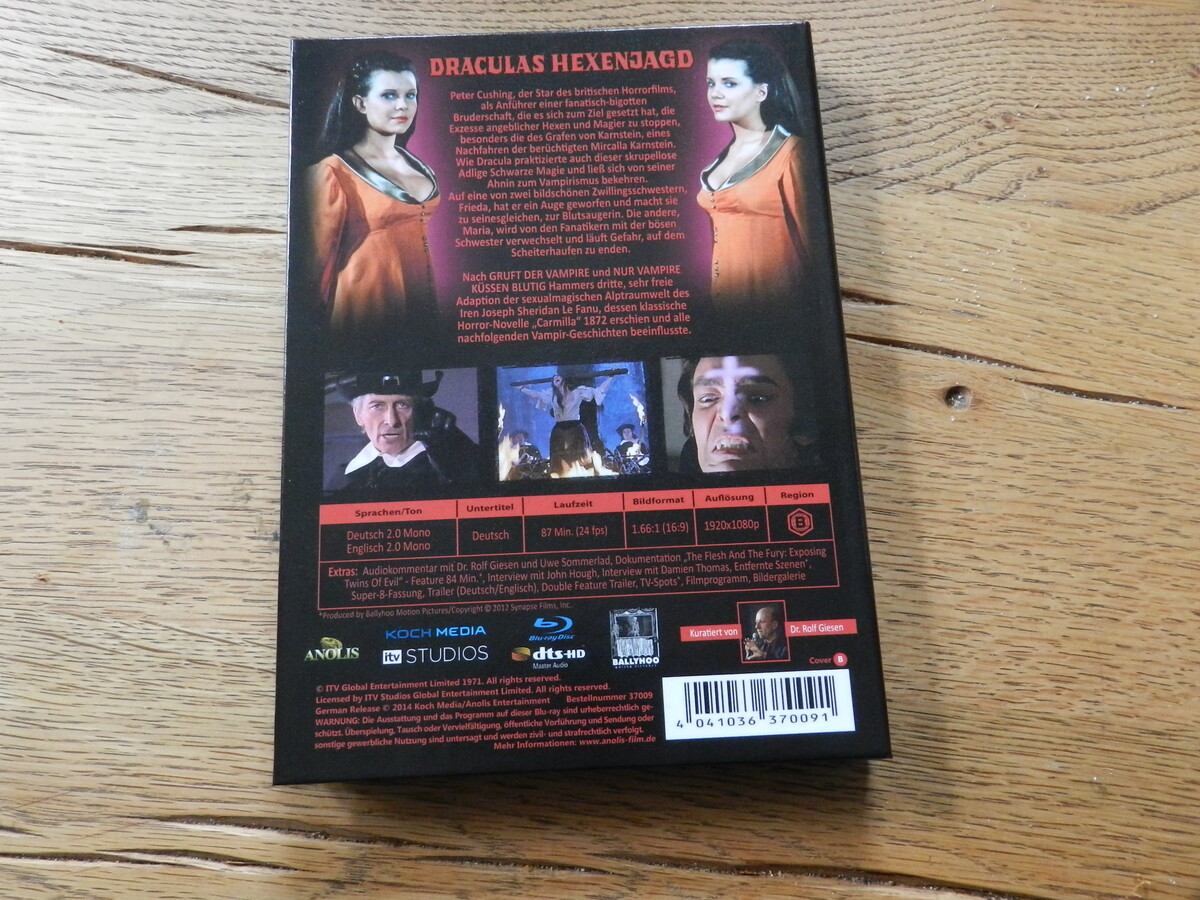 DRACULAS HEXENJAGD
Peter Cushing, der Star des britischen Horrorfilms,
als Anführer einer fanatisch-bigotten
Bruderschaft, die es sich zum Ziel gesetzt hat, die
Exzesse angeblicher Hexen und Magier zu stoppen,
besonders die des Grafen von Karnstein, eines
Nachfahren der berüchtigten Mircalla Karnstein.
Wie Dracula praktizierte auch dieser skrupellose
Adlige Schwarze Magie und ließ sich von seiner
Ahnin zum Vampirismus bekehren.
Auf eine von zwei bildschönen Zwillingsschwestern,
Frieda, hat er ein Auge geworfen und macht sie
zu seinesgleichen, zur Blutsaugerin. Die andere,
Maria, wird von den Fanatikern mit der bösen
Schwester verwechselt und läuft Gefahr, auf dem
Scheiterhaufen zu enden.
Nach GRUFT DER VAMPIRE und NUR VAMPIRE
KÜSSEN BLUTIG Hammers dritte, sehr freie
Adaption der sexualmagischen Alptraumwelt des
Iren Joseph Sheridan Le Fanu, dessen klassische
Horror-Novelle „Carmilla“ 1872 erschien und alle
nachfolgenden Vampir-Geschichten beeinflusste.
Sprachen/Ton Untertitel Laufzeit Bildformat Auflösung Region
Deutsch 2.0 Mono
Englisch 2.0 Mono
Deutsch 87 Min. (24 fps) 1.66:1 (16:9) 1920x1080p B
Extras: Audiokommentar mit Dr. Rolf Giesen und Uwe Sommerlad, Dokumentation „The Flesh And The Fury: Exposing
Twins Of Evil“ - Feature 84 Min.*, Interview mit John Hough, Interview mit Damien Thomas, Entfernte Szenen*,
Super-8-Fassung, Trailer (Deutsch/Englisch), Double Feature Trailer, TV-Spots*, Filmprogramm, Bildergalerie
*Produced by Ballyhoo Motion Pictures/Copyright © 2012 Synapse Films, Inc.
ANOLIS
KOCH MEDIA
itv STUDIOS
Blu-ray Disc
dts-HD
Master Audio
BALLYHOO
MOTION PICTURES
Kuratiert von Dr. Rolf Giesen
Cover B
© ITV Global Entertainment Limited 1971. All rights reserved.
Licensed by ITV Studios Global Entertainment Limited. All rights reserved.
German Release © 2014 Koch Media/Anolis Entertainment Bestellnummer 37009
WARNUNG: Die Ausstattung und das Programm auf dieser Blu-ray sind urheberrechtlich ge-
schützt. Überspielung, Tausch oder Vervielfältigung, öffentliche Vorführung und Sendung oder
sonstige gewerbliche Nutzung sind untersagt und werden zivil- und strafrechtlich verfolgt.
Mehr Informationen: www.anolis-film.de
4 041036 370091